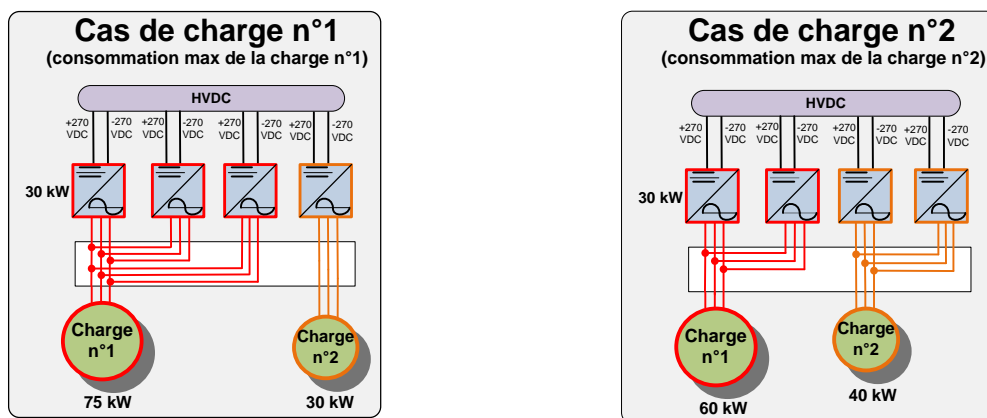 Cas de charge n°1
(consommation max de la charge n°1)
HVDC
+270 VDC -270 VDC +270 VDC -270 VDC +270 VDC -270 VDC +270 VDC -270 VDC
30 kW
Charge n°1
Charge n°2
75 kW
30 kW
Cas de charge n°2
(consommation max de la charge n°2)
HVDC
+270 VDC -270 VDC +270 VDC -270 VDC +270 VDC -270 VDC +270 VDC -270 VDC
30 kW
Charge n°1
Charge n°2
60 kW
40 kW